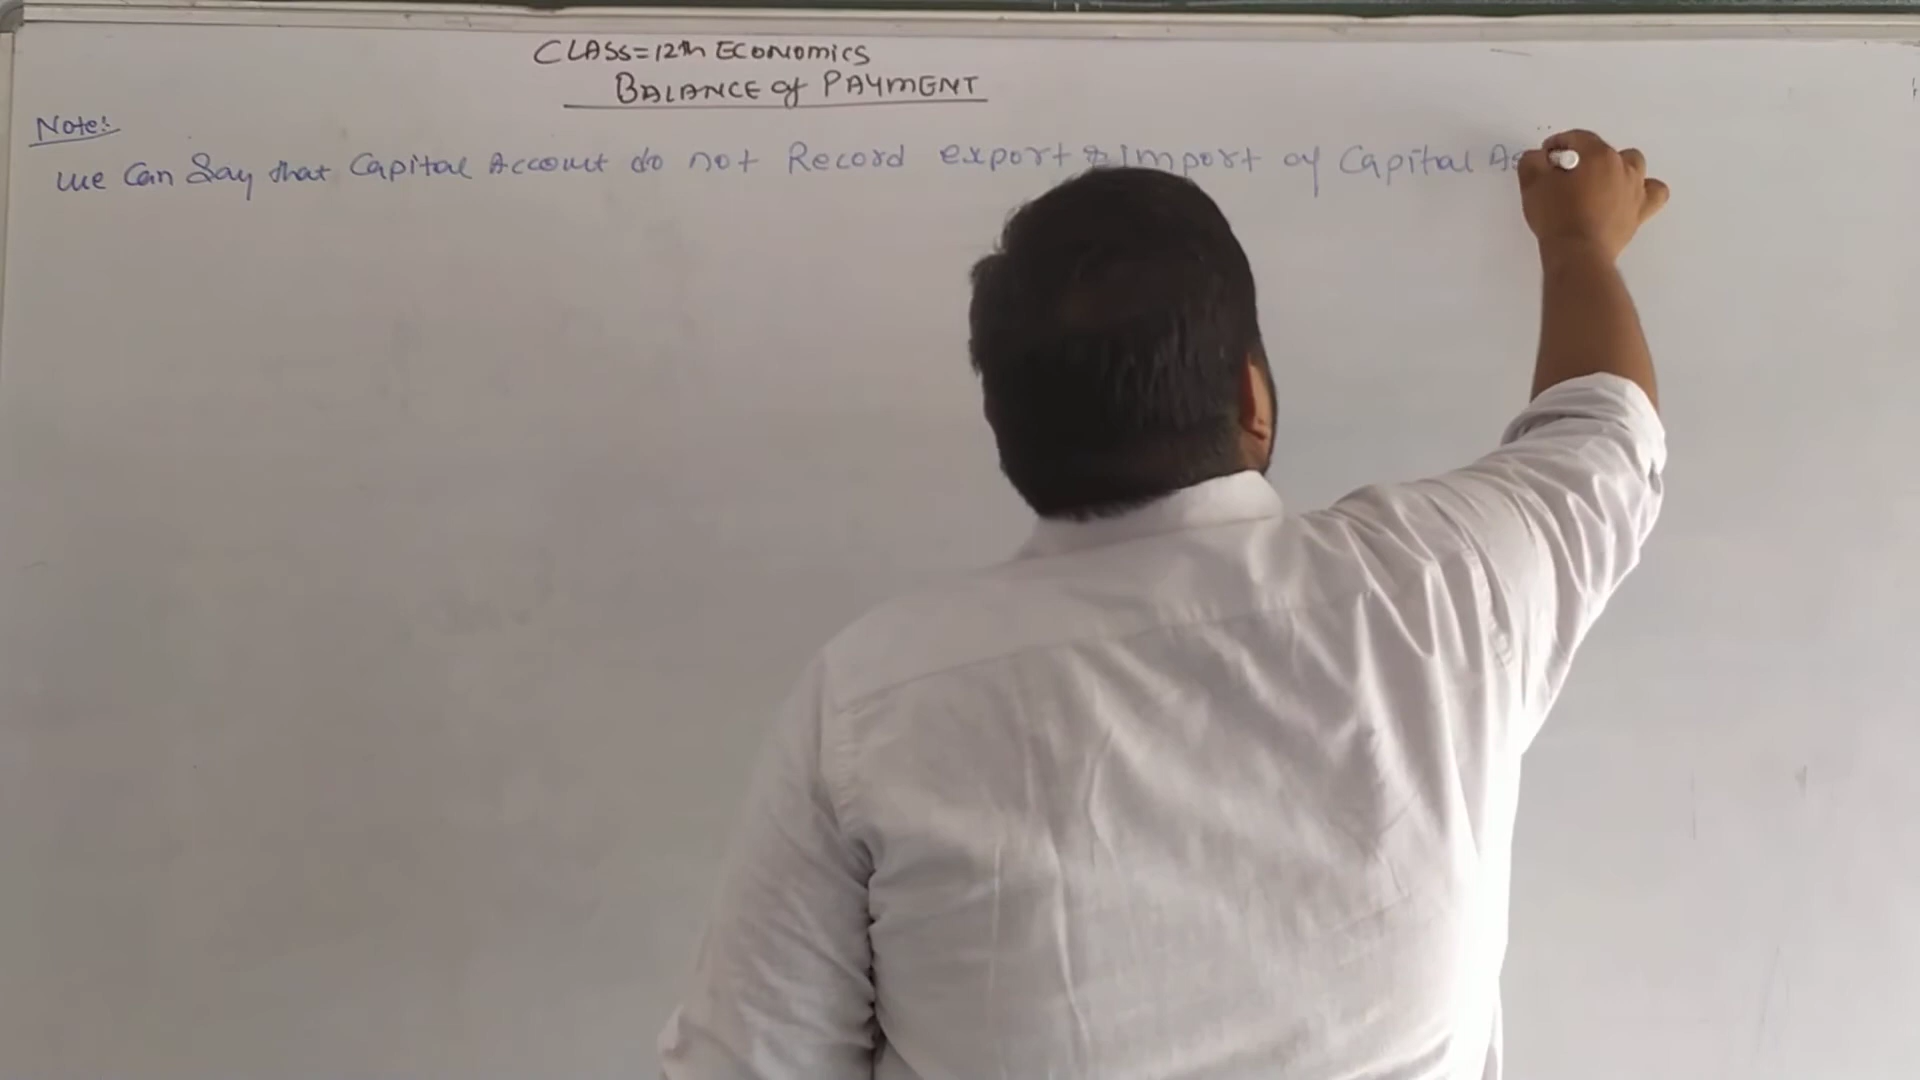 CLASS=12th ECONOMICS
BALANCE of PAYMENT
Note:
We Can Say that Capital Account do not Record export & Import of Capital